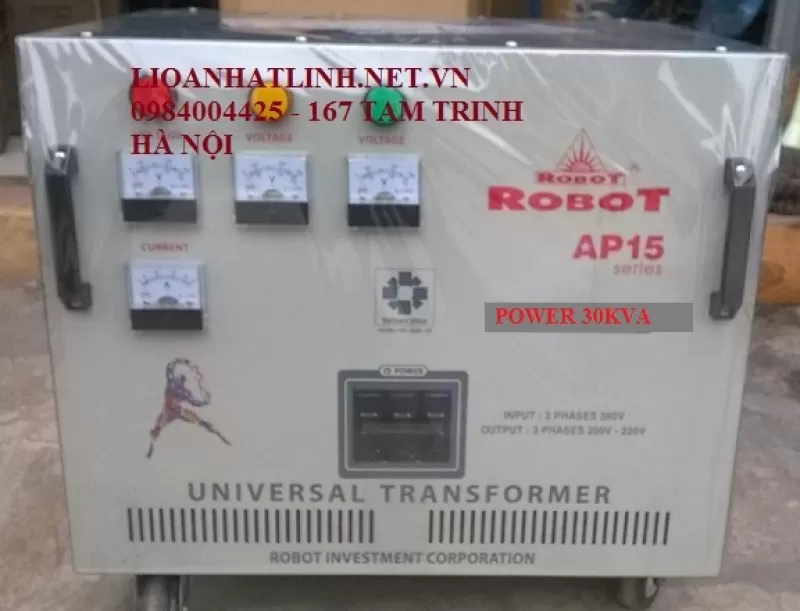 LIOANHATLINH.NET.VN
0984004425 - 167 TAM TRINH
HÀ NỘI
VOLTAGE
VOLTAGE
CURRENT
ROBOT
ROBOT
AP15
series
POWER 30KVA
POWER
INPUT : 3 PHASES 380V
OUTPUT : 3 PHASES 200V - 220V
UNIVERSAL TRANSFORMER
ROBOT INVESTMENT CORPORATION